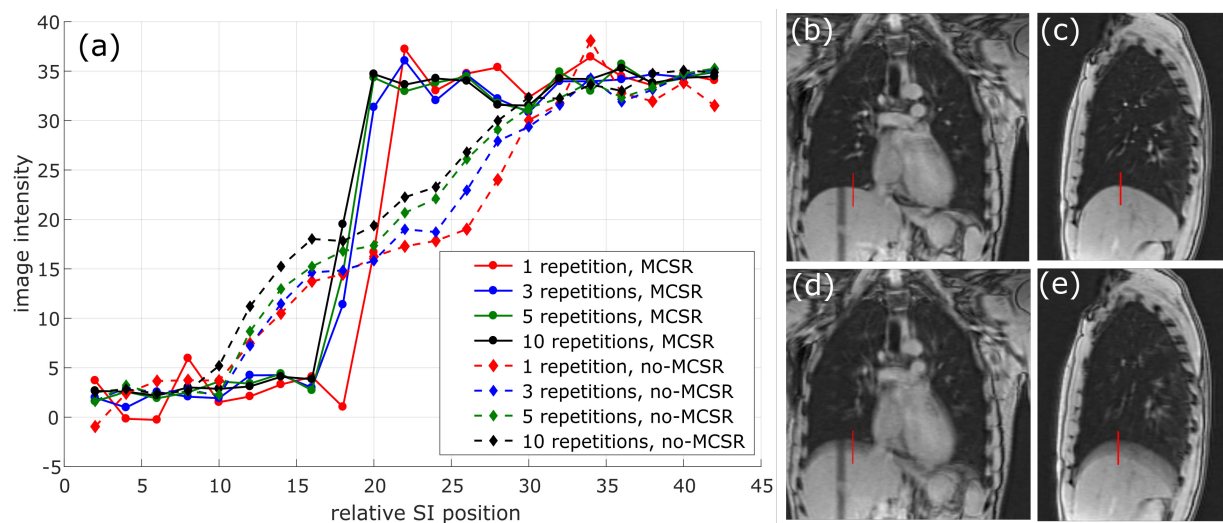 (a)
40
35
30
25
20
15
10
5
0
-5
image intensity
0 5 10 15 20 25 30 35 40 45
relative SI position
1 repetition, MCSR
3 repetitions, MCSR
5 repetitions, MCSR
10 repetitions, MCSR
1 repetition, no-MCSR
3 repetitions, no-MCSR
5 repetitions, no-MCSR
10 repetitions, no-MCSR
(b)
(c)
(d)
(e)